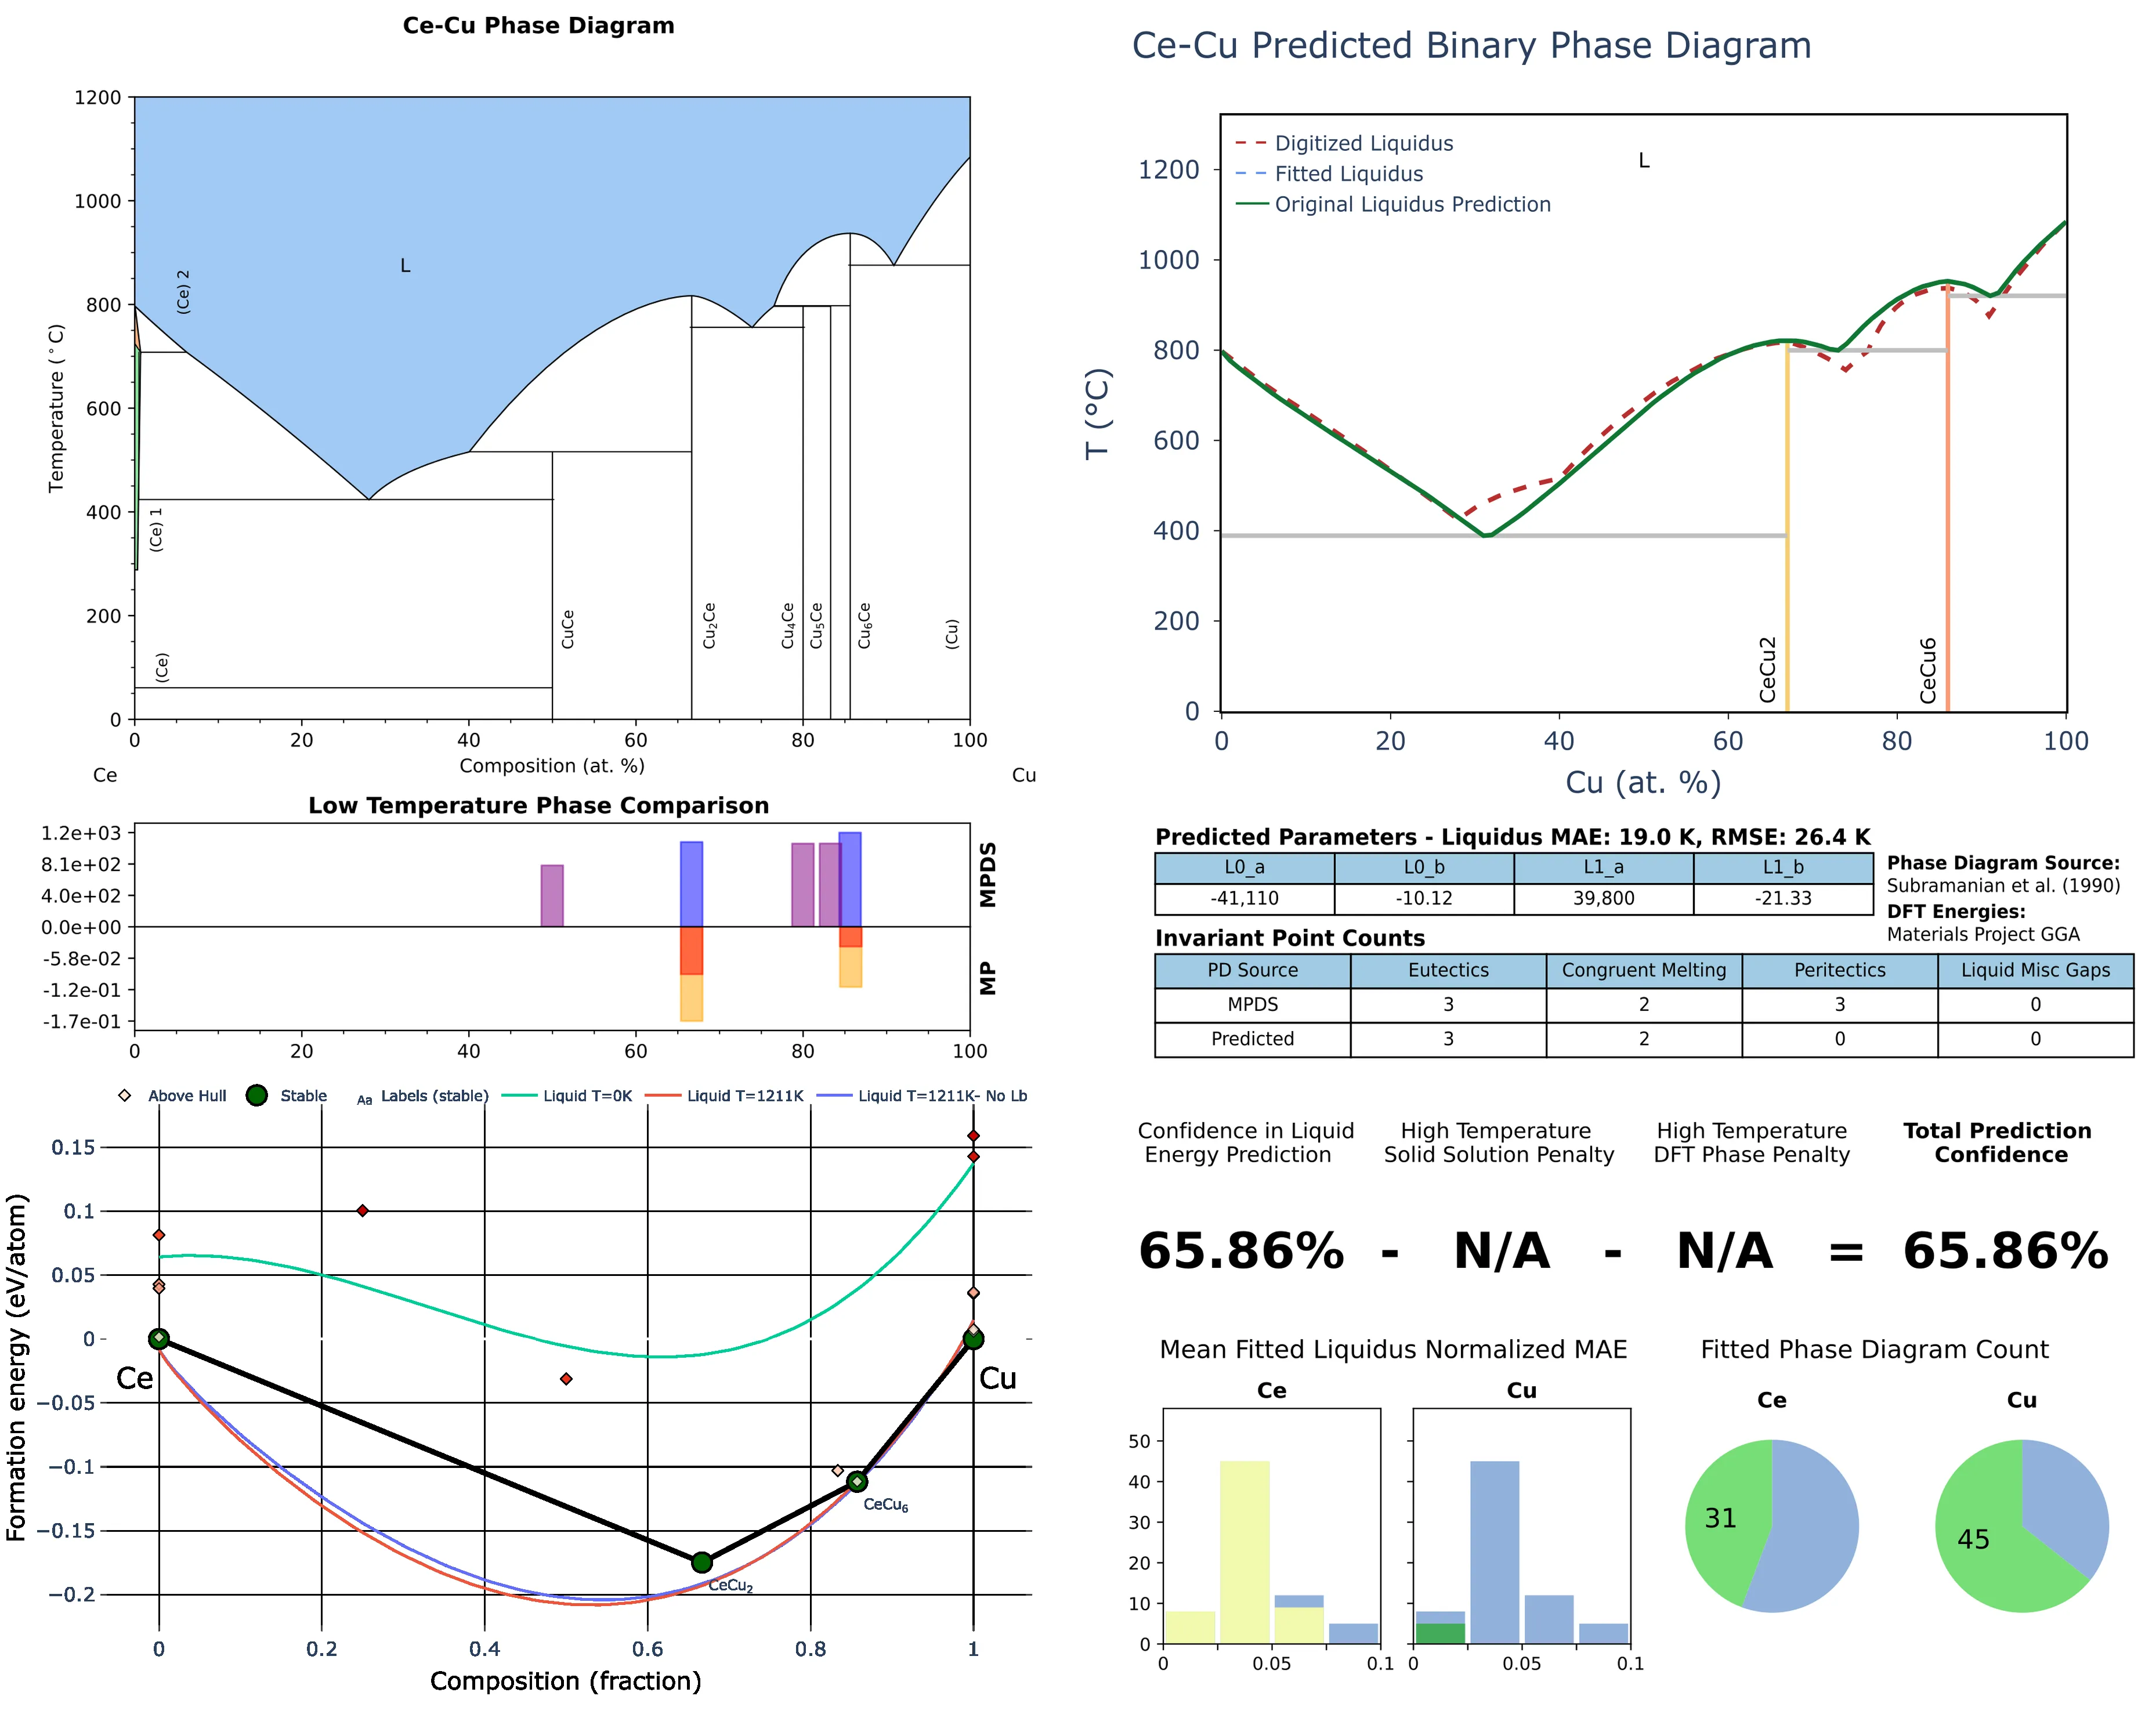 Ce-Cu Phase Diagram
1200
1000
800
600
400
200
0
Temperature (°C)
(Ce) 2
L
(Ce) 1
(Ce)
CuCe
Cu₂Ce
Cu₄Ce
Cu₅Ce
Cu₆Ce
(Cu)
0 20 40 60 80 100
Composition (at. %)
Ce Cu
Ce-Cu Predicted Binary Phase Diagram
Digitized Liquidus
Fitted Liquidus
Original Liquidus Prediction
L
1200
1000
800
600
400
200
0
T (°C)
CeCu2
CeCu6
0 20 40 60 80 100
Cu (at. %)
Low Temperature Phase Comparison
1.2e+03
8.1e+02
4.0e+02
0.0e+00
-5.8e-02
-1.2e-01
-1.7e-01
MPDS
MP
0 20 40 60 80 100
Predicted Parameters - Liquidus MAE: 19.0 K, RMSE: 26.4 K
L0_a L0_b L1_a L1_b
-41,110 -10.12 39,800 -21.33
Phase Diagram Source:
Subramanian et al. (1990)
DFT Energies:
Materials Project GGA
Invariant Point Counts
PD Source Eutectics Congruent Melting Peritectics Liquid Misc Gaps
MPDS 3 2 3 0
Predicted 3 2 0 0
Above Hull Stable Aa Labels (stable) Liquid T=0K Liquid T=1211K Liquid T=1211K- No Lb
0.15
0.1
0.05
0
−0.05
−0.1
−0.15
−0.2
Formation energy (eV/atom)
Ce
Cu
CeCu₆
CeCu₂
0 0.2 0.4 0.6 0.8 1
Composition (fraction)
Confidence in Liquid
Energy Prediction
High Temperature
Solid Solution Penalty
High Temperature
DFT Phase Penalty
Total Prediction
Confidence
65.86% - N/A - N/A = 65.86%
Mean Fitted Liquidus Normalized MAE
Ce Cu
50
40
30
20
10
0
0 0.05 0.1 0 0.05 0.1
Fitted Phase Diagram Count
Ce Cu
31 45